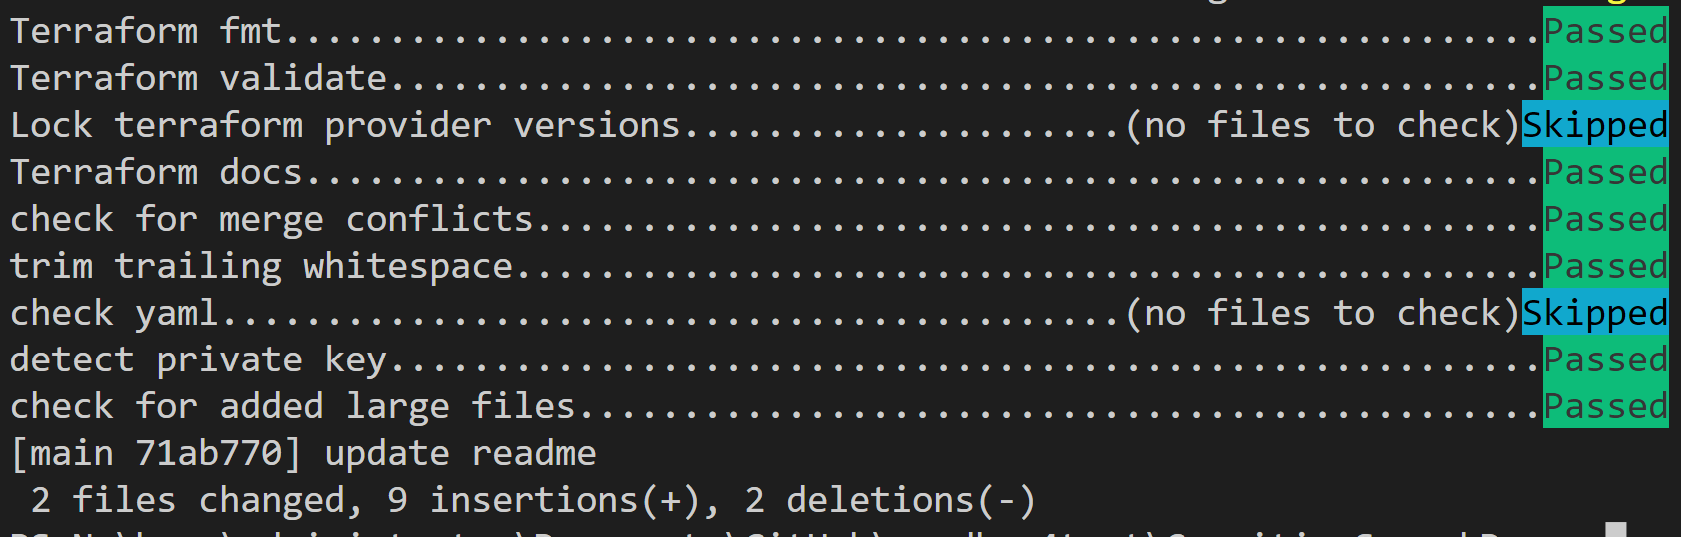 Terraform fmt............................................................Passed
Terraform validate.......................................................Passed
Lock terraform provider versions.....................(no files to check)Skipped
Terraform docs...........................................................Passed
check for merge conflicts................................................Passed
trim trailing whitespace.................................................Passed
check yaml...........................................(no files to check)Skipped
detect private key.......................................................Passed
check for added large files..............................................Passed
[main 71ab770] update readme
 2 files changed, 9 insertions(+), 2 deletions(-)